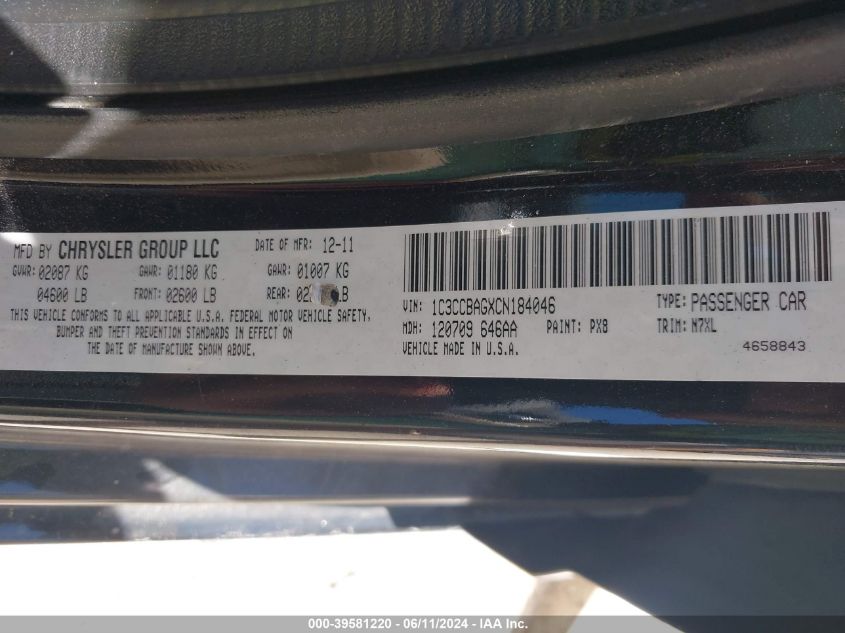 MFD BY CHRYSLER GROUP LLC DATE OF MFR: 12-11
GVWR: 02087 KG GAWR: 01180 KG GAWR: 01007 KG
04600 LB FRONT: 02600 LB REAR: LB
THIS VEHICLE CONFORMS TO ALL APPLICABLE U.S.A. FEDERAL MOTOR VEHICLE SAFETY,
BUMPER AND THEFT PREVENTION STANDARDS IN EFFECT ON
THE DATE OF MANUFACTURE SHOWN ABOVE.
VIN: 1C3CCBAGXCN184046 TYPE: PASSENGER CAR
MDH: 120709 646AA PAINT: PX8 TRIM: N7XL
VEHICLE MADE IN U.S.A. 4658843
000-39581220 - 06/11/2024 - IAA Inc.